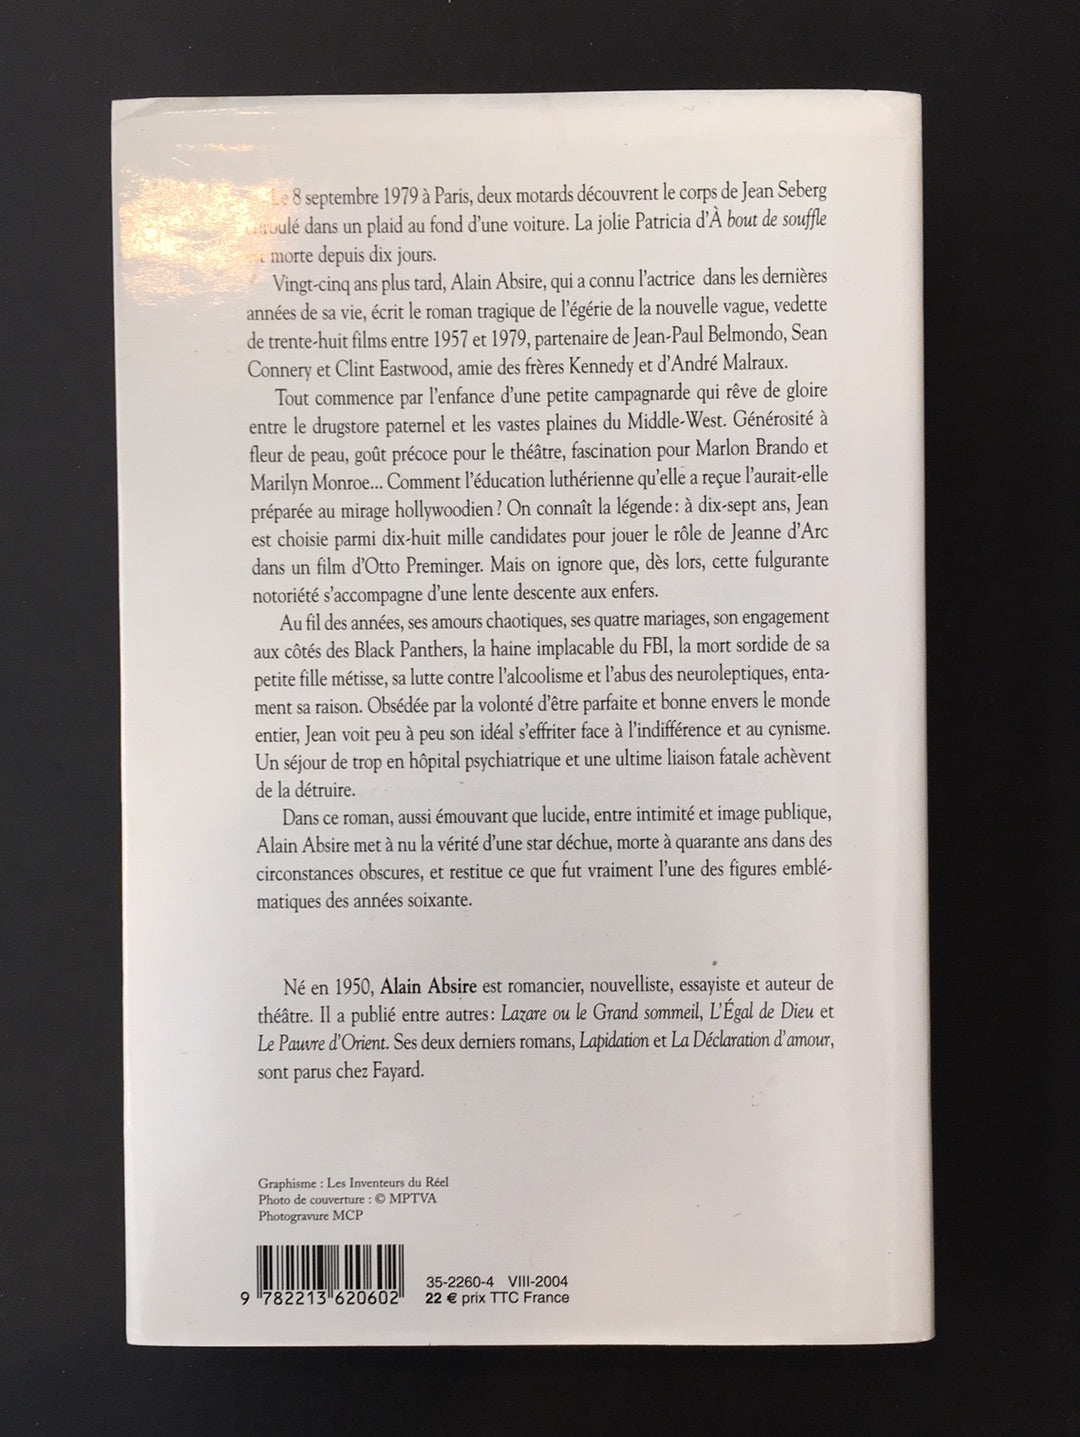 Le 8 septembre 1979 à Paris, deux motards découvrent le corps de Jean Seberg
dans un plaid au fond d'une voiture. La jolie Patricia d'À bout de souffle
morte depuis dix jours.
Vingt-cinq ans plus tard, Alain Absire, qui a connu l'actrice dans les dernières
années de sa vie, écrit le roman tragique de l'égérie de la nouvelle vague, vedette
de trente-huit films entre 1957 et 1979, partenaire de Jean-Paul Belmondo, Sean
Connery et Clint Eastwood, amie des frères Kennedy et d'André Malraux.
Tout commence par l'enfance d'une petite campagnarde qui rêve de gloire
entre le drugstore paternel et les vastes plaines du Middle-West. Générosité à
fleur de peau, goût précoce pour le théâtre, fascination pour Marlon Brando et
Marilyn Monroe... Comment l'éducation luthérienne qu'elle a reçue l'aurait-elle
préparée au mirage hollywoodien ? On connaît la légende : à dix-sept ans, Jean
est choisie parmi dix-huit mille candidates pour jouer le rôle de Jeanne d'Arc
dans un film d'Otto Preminger. Mais on ignore que, dès lors, cette fulgurante
notoriété s'accompagne d'une lente descente aux enfers.
Au fil des années, ses amours chaotiques, ses quatre mariages, son engagement
aux côtés des Black Panthers, la haine implacable du FBI, la mort sordide de sa
petite fille métisse, sa lutte contre l'alcoolisme et l'abus des neuroleptiques, enta-
ment sa raison. Obsédée par la volonté d'être parfaite et bonne envers le monde
entier, Jean voit peu à peu son idéal s'effriter face à l'indifférence et au cynisme.
Un séjour de trop en hôpital psychiatrique et une ultime liaison fatale achèvent
de la détruire.
Dans ce roman, aussi émouvant que lucide, entre intimité et image publique,
Alain Absire met à nu la vérité d'une star déchue, morte à quarante ans dans des
circonstances obscures, et restitue ce que fut vraiment l'une des figures emblé-
matiques des années soixante.
Né en 1950, Alain Absire est romancier, nouvelliste, essayiste et auteur de
théâtre. Il a publié entre autres : Lazare ou le Grand sommeil, L'Égal de Dieu et
Le Pauvre d'Orient. Ses deux derniers romans, Lapidation et La Déclaration d'amour,
sont parus chez Fayard.
Graphisme : Les Inventeurs du Réel
Photo de couverture : © MPTVA
Photogravure MCP
35-2260-4 VIII-2004
9 782213 620602 22 € prix TTC France